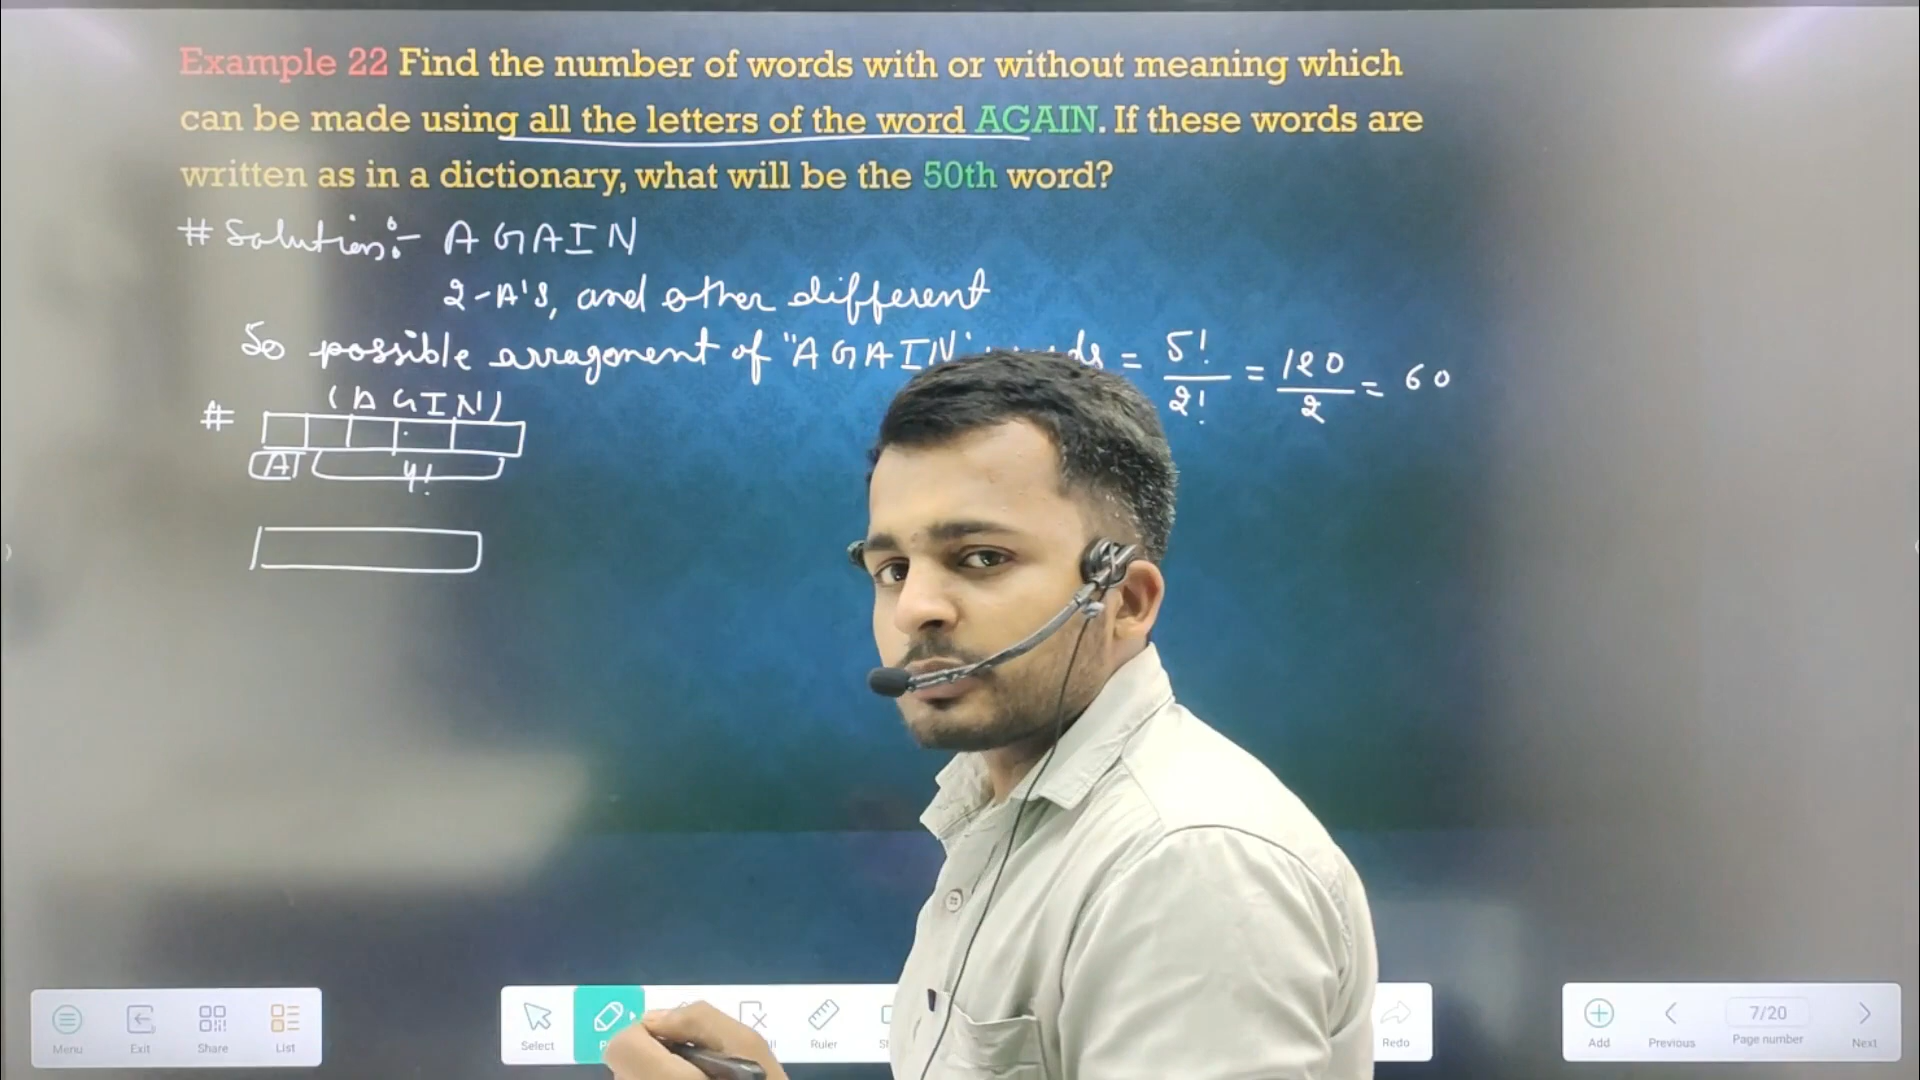 Example 22 Find the number of words with or without meaning which
can be made using all the letters of the word AGAIN. If these words are
written as in a dictionary, what will be the 50th word?
# Solution:- AGAIN
2-A's, and other different
So possible arragement of "AGAIN" = 5!/2! = 120/2 = 60
(AGIN)
#
A 4!
Menu Exit Share List Select Ruler Redo Add Previous 7/20 Page number Next